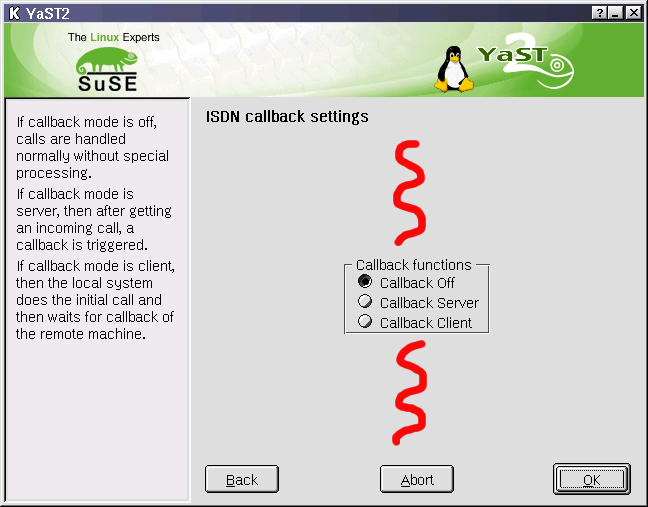 YaST2
The Linux Experts
SuSE
YaST
2
ISDN callback settings
If callback mode is off,
calls are handled
normally without special
processing.
If callback mode is
server, then after getting
an incoming call, a
callback is triggered.
If callback mode is client,
then the local system
does the initial call and
then waits for callback of
the remote machine.
Callback functions
Callback Off
Callback Server
Callback Client
Back
Abort
OK